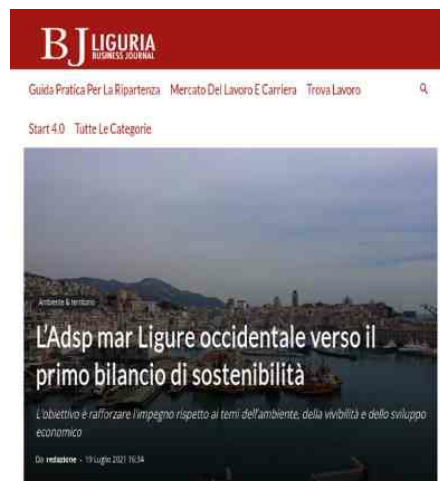 BJ LIGURIA
BUSINESS JOURNAL
Guida Pratica Per La Ripartenza Mercato Del Lavoro E Carriera Trova Lavoro
Start 4.0 Tutte Le Categorie
Ambiente & territorio
L'Adsp mar Ligure occidentale verso il
primo bilancio di sostenibilità
L'obiettivo è rafforzare l'impegno rispetto ai temi dell'ambiente, della vivibilità e dello sviluppo
economico
Da redazione - 19 Luglio 2021 16:34